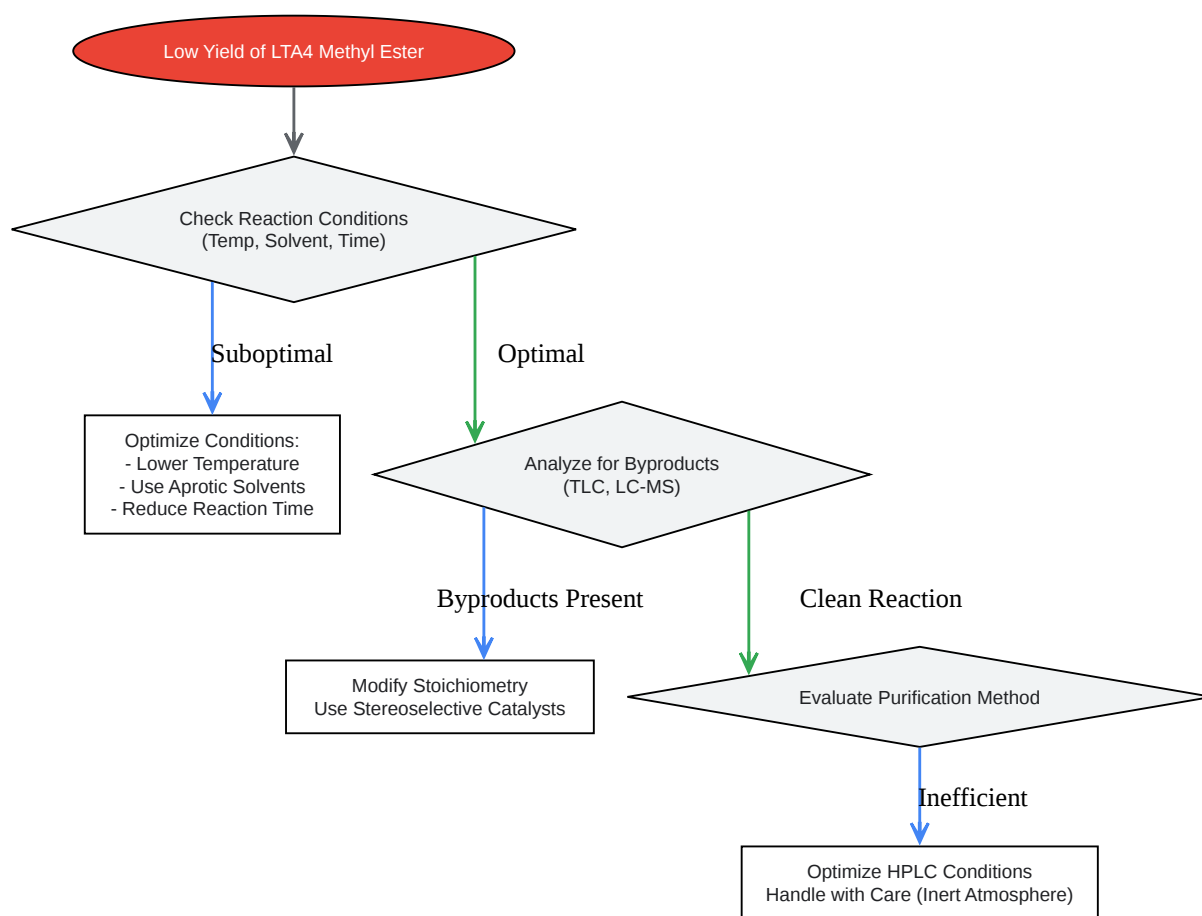 Low Yield of LTA4 Methyl Ester
Check Reaction Conditions
(Temp, Solvent, Time)
Suboptimal
Optimal
Optimize Conditions:
- Lower Temperature
- Use Aprotic Solvents
- Reduce Reaction Time
Analyze for Byproducts
(TLC, LC-MS)
Byproducts Present
Clean Reaction
Modify Stoichiometry
Use Stereoselective Catalysts
Evaluate Purification Method
Inefficient
Optimize HPLC Conditions
Handle with Care (Inert Atmosphere)